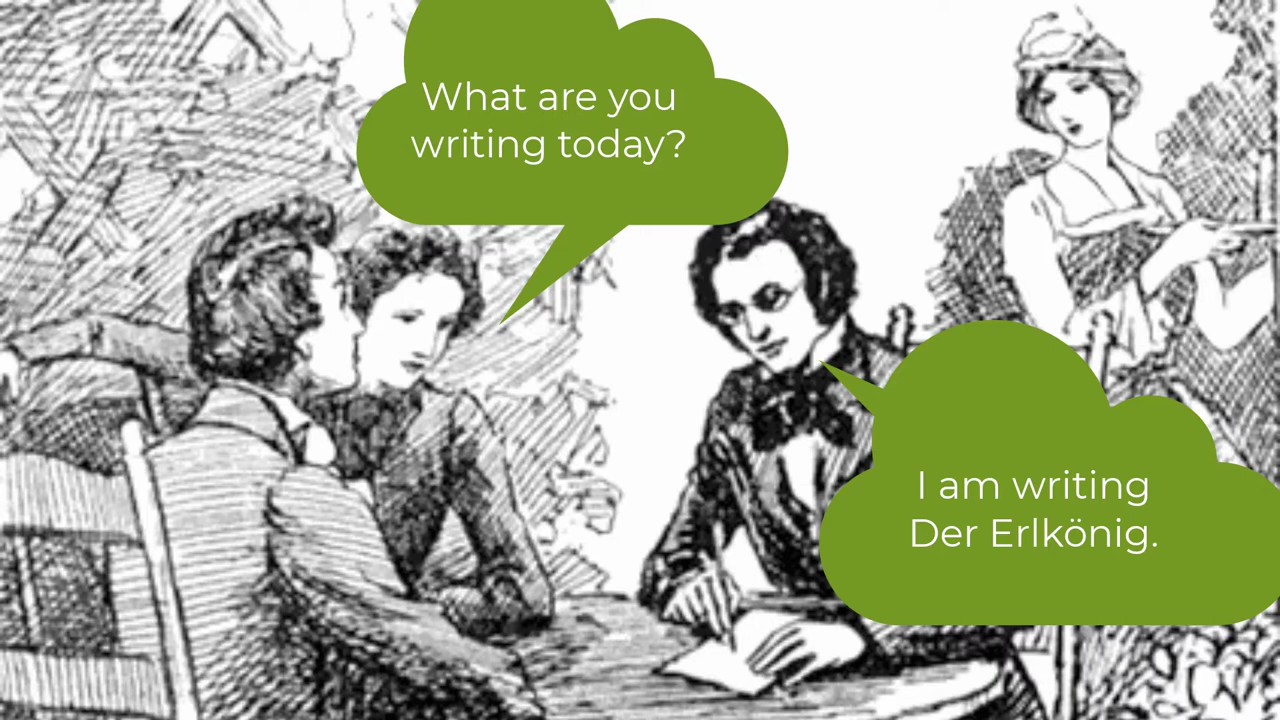 What are you
writing today?
I am writing
Der Erlkönig.